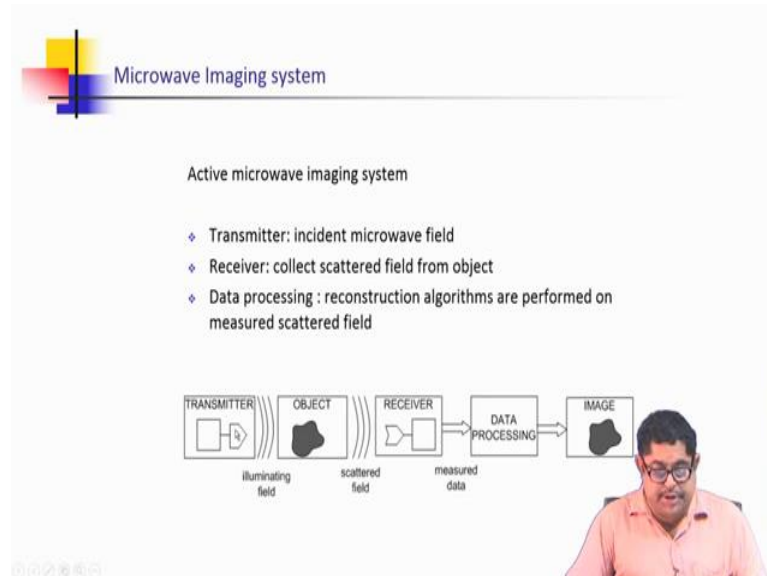 Microwave Imaging system
Active microwave imaging system
Transmitter: incident microwave field
Receiver: collect scattered field from object
Data processing : reconstruction algorithms are performed on
measured scattered field
TRANSMITTER
OBJECT
RECEIVER
DATA
PROCESSING
IMAGE
illuminating
field
scattered
field
measured
data